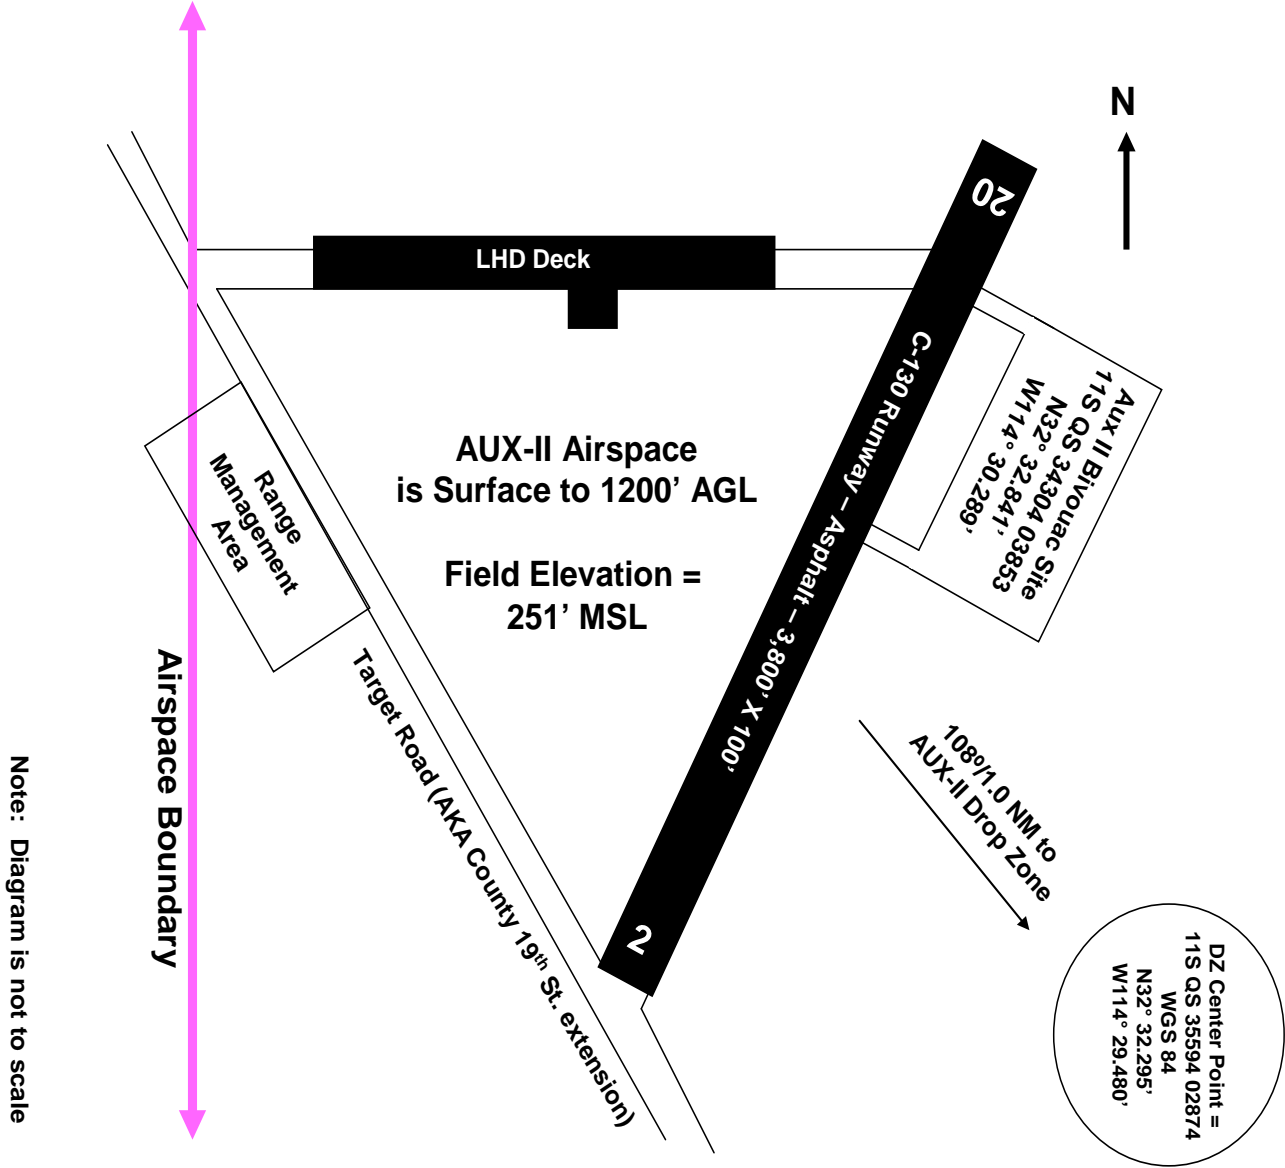 N
20
LHD Deck
C-130 Runway – Asphalt – 3,800’ X 100’
2
Aux II Bivouac Site
11S QS 34304 03853
N32° 32.841’
W114° 30.289’
AUX-II Airspace
is Surface to 1200’ AGL
Field Elevation =
251’ MSL
Range
Management
Area
Target Road (AKA County 19th St. extension)
Airspace Boundary
108º/1.0 NM to
AUX-II Drop Zone
DZ Center Point =
11S QS 35594 02874
WGS 84
N32° 32.295’
W114° 29.480’
Note: Diagram is not to scale